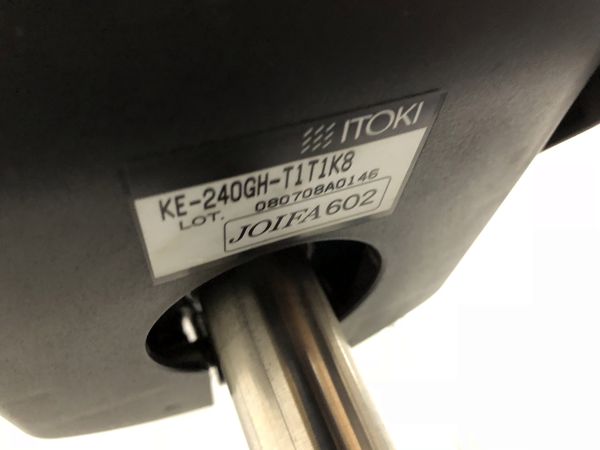 ITOKI
KE-240GH-T1T1K8
LOT. 080708A0146
JOIFA 602